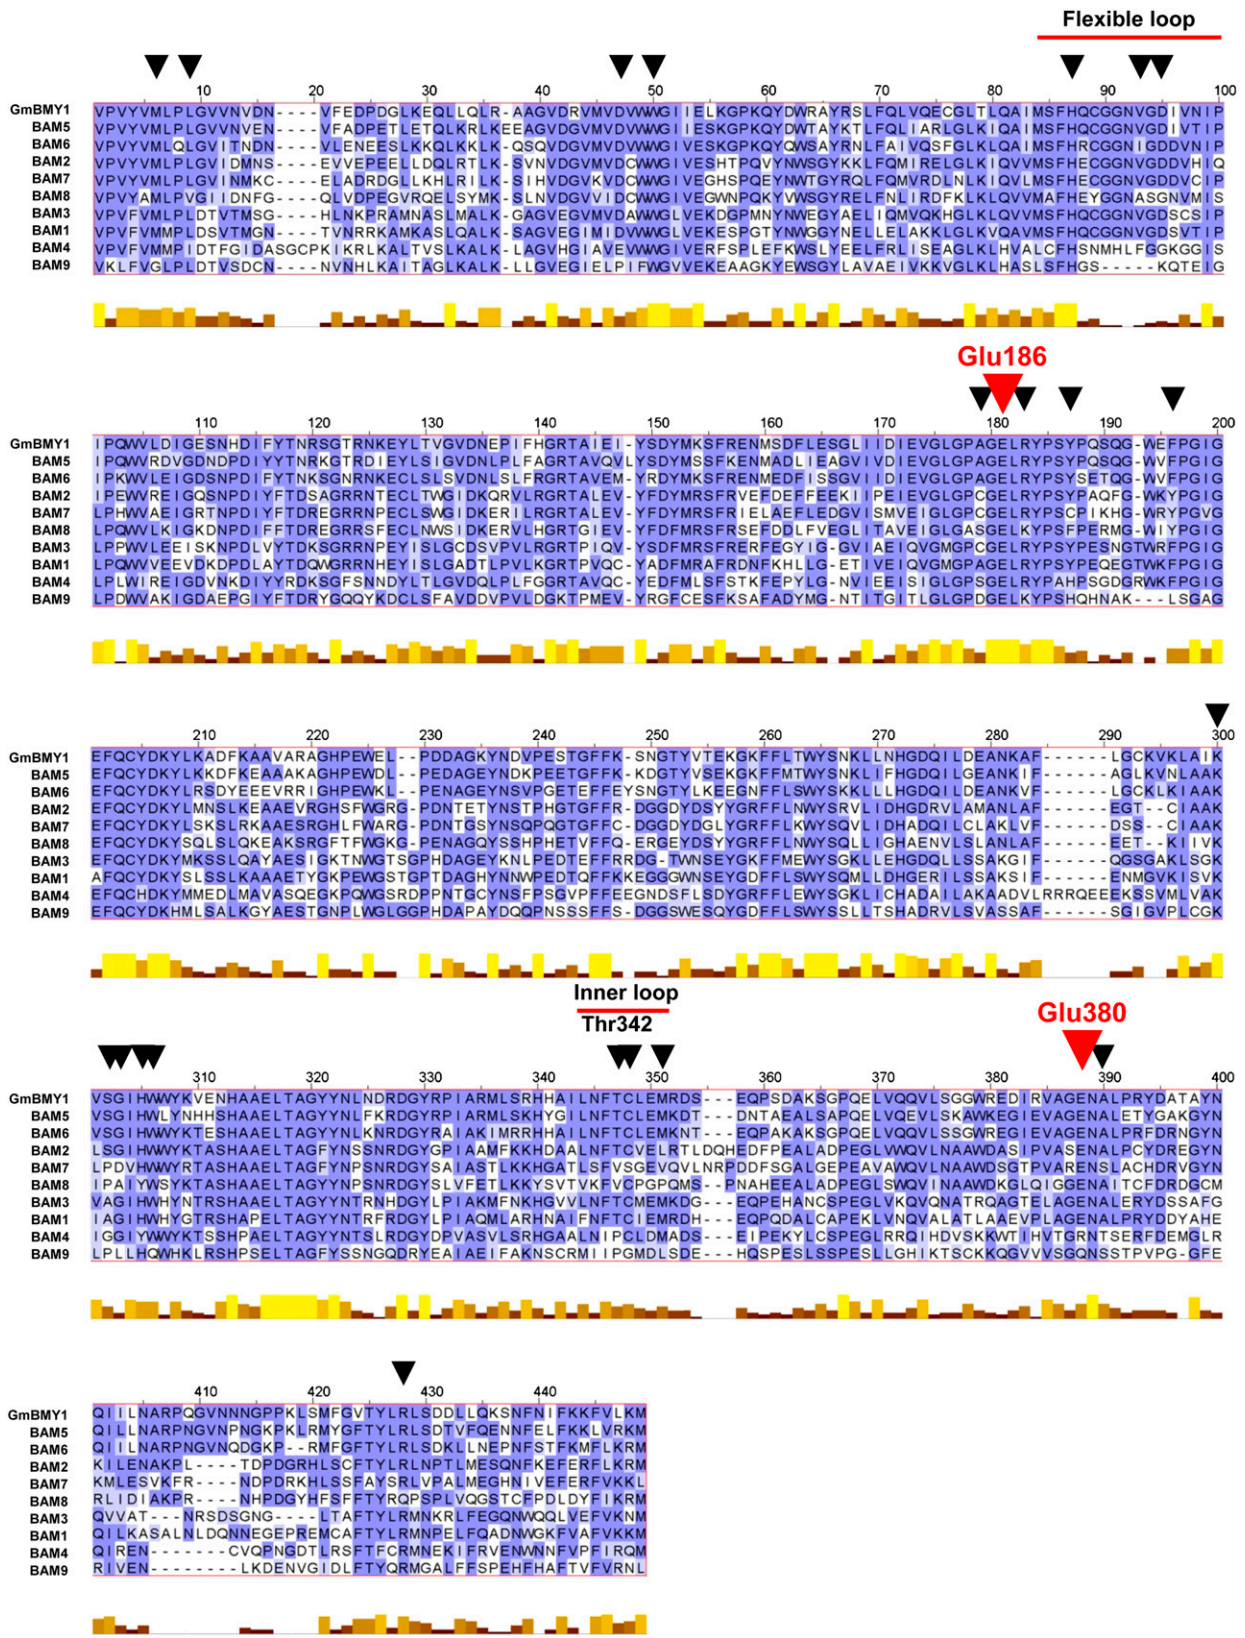 Flexible loop
10 20 30 40 50 60 70 80 90 100
GmBMY1 VPVYVMLPLGVVNVDN----VFEDPDGLKEQLLQLR-AAGVDRVMVDVWWGIIELKGPKQYDWRAYRSLFQLVQECGLTLQAIMSFHQCGGNVGDIVNIP
BAM5 VPVYVMLPLGVVNVEN----VFADPETLETQLKRLKEEAGVDGVMVDVWWGIIESKGPKQYDWTAYKTLFQLIARLGLKIQAIMSFHQCGGNVGDIVTIP
BAM6 VPVYVMLQLGVITNDN----VLENEESLKKQLKKLK-QSQVDGVMVDVWWGIVESKGPKQYQWSAYRNLFAIVQSFGLKLQAIMSFHRCGGNIGDDVNIP
BAM2 VPVYVMLPLGVIDMNS----EVVEPEELLDQLRTLK-SVNVDGVMVDCWWGIVESHTPQVYNWSGYKKLFQMIRELGLKIQVVMSFHECGGNVGDDVHIQ
BAM7 VPVYVMLPLGVINMKC----ELADRDGLLKHLRILK-SIHVDGVKVDCWWGIVEGHSPQEYNWTGYRQLFQMVRDLNLKIQVLMSFHECGGNVGDDVCIP
BAM8 VPVYAMLPVGIIDNFG----QLVDPEGVRQELSYMK-SLNVDGVVIDCWWGIVEGWNPQKYVWSGYRELFNLIRDFKLKLQVVMAFHEYGGNASGNVMIS
BAM3 VPVFVMLPLDTVTMSG----HLNKPRAMNASLMALK-GAGVEGVMVDAWWGLVEKDGPMNYNWEGYAELIQMVQKHGLKLQVVMSFHQCGGNVGDSCSIP
BAM1 VPVFVMMPLDSVTMGN----TVNRRKAMKASLQALK-SAGVEGIMIDVWWGLVEKESPGTYNWGGYNELLELAKKLGLKVQAVMSFHQCGGNVGDSVTIP
BAM4 VPVFVMMPIDTFGIDASGCPKIKRLKALTVSLKALK-LAGVHGIAVEVWWGIVERFSPLEFKWSLYEELFRLISEAGLKLHVALCFHSNMHLFGGKGGIS
BAM9 VKLFVGLPLDTVSDCN----NVNHLKAITAGLKALK-LLGVEGIELPIFWGVVEKEAAGKYEWSGYLAVAEIVKKVGLKLHASLSFHGS-----KQTEIG
Glu186
110 120 130 140 150 160 170 180 190 200
GmBMY1 IPQWVLDIGESNHDIFYTNRSGTRNKEYLTVGVDNEPIFHGRTAIEI-YSDYMKSFRENMSDFLESGLIIDIEVGLGPAGELRYPSYPQSQG-WEFPGIG
BAM5 IPQWVRDVGDNDPDIYYTNRKGTRDIEYLSIGVDNLPLFAGRTAVQVLYSDYMSSFKENMADLIEAGVIVDIEVGLGPAGELRYPSYPQSQG-WVFPGIG
BAM6 IPKWVLEIGDSNPDIFYTNKSGNRNKECLSLSVDNLSLFRGRTAVEM-YRDYMKSFRENMEDFISSGVIIDIEVGLGPAGELRYPSYSETQG-WVFPGIG
BAM2 IPEWVREIGQSNPDIYFTDSAGRRNTECLTWGIDKQRVLRGRTALEV-YFDYMRSFRVEFDEFFEEKIIPEIEVGLGPCGELRYPSYPAQFG-WKYPGIG
BAM7 LPHWVAEIGRTNPDIYFTDREGRRNPECLSWGIDKERILRGRTALEV-YFDYMRSFRIELAEFLEDGVISMVEIGLGPCGELRYPSCPIKHG-WRYPGVG
BAM8 LPQWVLKIGKDNPDIFFTDREGRRSFECLNWSIDKERVLHGRTGIEV-YFDFMRSFRSEFDDLFVEGLITAVEIGLGASGELKYPSFPERMG-WIYPGIG
BAM3 LPPWVLEEISKNPDLVYTDKSGRRNPEYISLGCDSVPVLRGRTPIQV-YSDFMRSFRERFEGYIG-GVIAEIQVGMGPCGELRYPSYPESNGTWRFPGIG
BAM1 LPQWVVEEVDKDPDLAYTDQWGRRNHEYISLGADTLPVLKGRTPVQC-YADFMRAFRDNFKHLLG-ETIVEIQVGMGPAGELRYPSYPEQEGTWKFPGIG
BAM4 LPLWIREIGDVNKDIYYRDKSGFSNNDYLTLGVDQLPLFGGRTAVQC-YEDFMLSFSTKFEPYLG-NVIEEISIGLGPSGELRYPAHPSGDGRWKFPGIG
BAM9 LPDWVAKIGDAEPGIYFTDRYGQQYKDCLSFAVDDVPVLDGKTPMEV-YRGFCESFKSAFADYMG-NTITGITLGLGPDGELKYPSHQHNAK---LSGAG
210 220 230 240 250 260 270 280 290 300
GmBMY1 EFQCYDKYLKADFKAAVARAGHPEWEL--PDDAGKYNDVPESTGFFK-SNGTYVTEKGKFFLTWYSNKLLNHGDQILDEANKAF------LGCKVKLAIK
BAM5 EFQCYDKYLKKDFKEAAAKAGHPEWDL--PEDAGEYNDKPEETGFFK-KDGTYVSEKGKFFMTWYSNKLIFHGDQILGEANKIF------AGLKVNLAAK
BAM6 EFQCYDKYLRSDYEEEVRRIGHPEWKL--PENAGEYNSVPGETEFFEYSNGTYLKEEGNFFLSWYSKKLLLHGDQILDEANKVF------LGCKLKIAAK
BAM2 EFQCYDKYLMNSLKEAAEVRGHSFWGRG-PDNTETYNSTPHGTGFFR-DGGDYDSYYGRFFLNWYSRVLIDHGDRVLAMANLAF------EGT--CIAAK
BAM7 EFQCYDKYLSKSLRKAAESRGHLFWARG-PDNTGSYNSQPQGTGFFC-DGGDYDGLYGRFFLKWYSQVLIDHADQILCLAKLVF------DSS--CIAAK
BAM8 EFQCYDKYSQLSLQKEAKSRGFTFWGKG-PENAGQYSSHPHETVFFQ-ERGEYDSYYGRFFLNWYSQLLIGHAENVLSLANLAF------EET--KIIVK
BAM3 EFQCYDKYMKSSLQAYAESIGKTNWGTSGPHDAGEYKNLPEDTEFFRRDG-TWNSEYGKFFMEWYSGKLLEHGDQLLSSAKGIF------QGSGAKLSGK
BAM1 AFQCYDKYSLSSLKAAAETYGKPEWGSTGPTDAGHYNNWPEDTQFFKKEGGGWNSEYGDFFLSWYSQMLLDHGERILSSAKSIF------ENMGVKISVK
BAM4 EFQCHDKYMMEDLMAVASQEGKPQWGSRDPPNTGCYNSFPSGVPFFEEGNDSFLSDYGRFFLEWYSGKLICHADAILAKAADVLRRRQEEEKSSVMLVAK
BAM9 EFQCYDKHMLSALKGYAESTGNPLWGLGGPHDAPAYDQQPNSSSFFS-DGGSWESQYGDFFLSWYSSLLTSHADRVLSVASSAF------SGIGVPLCGK
Inner loop
Thr342
Glu380
310 320 330 340 350 360 370 380 390 400
GmBMY1 VSGIHWWYKVENHAAELTAGYYNLNDRDGYRPIARMLSRHHAILNFTCLEMRDS---EQPSDAKSGPQELVQQVLSGGWREDIRVAGENALPRYDATAYN
BAM5 VSGIHWLYNHHSHAAELTAGYYNLFKRDGYRPIARMLSKHYGILNFTCLEMKDT---DNTAEALSAPQELVQEVLSKAWKEGIEVAGENALETYGAKGYN
BAM6 VSGIHWWYKTESHAAELTAGYYNLKNRDGYRAIAKIMRRHHAILNFTCLEMKNT---EQPAKAKSGPQELVQQVLSSGWREGIEVAGENALPRFDRNGYN
BAM2 LSGIHWWYKTASHAAELTAGFYNSSNRDGYGPIAAMFKKHDAALNFTCVELRTLDQHEDFPEALADPEGLVWQVLNAAWDASIPVASENALPCYDREGYN
BAM7 LPDVHWWYRTASHAAELTAGFYNPSNRDGYSAIASTLKKHGATLSFVSGEVQVLNRPDDFSGALGEPEAVAWQVLNAAWDSGTPVARENSLACHDRVGYN
BAM8 IPAIYWSYKTASHAAELTAGYYNPSNRDGYSLVFETLKKYSVTVKFVCPGPQMS--PNAHEEALADPEGLSWQVINAAWDKGLQIGGENAITCFDRDGCM
BAM3 VAGIHWHYNTRSHAAELTAGYYNTRNHDGYLPIAKMFNKHGVVLNFTCMEMKDG---EQPEHANCSPEGLVKQVQNATRQAGTELAGENALERYDSSAFG
BAM1 IAGIHWHYGTRSHAPELTAGYYNTRFRDGYLPIAQMLARHNAIFNFTCIEMRDH---EQPQDALCAPEKLVNQVALATLAAEVPLAGENALPRYDDYAHE
BAM4 IGGIYWWYKTSSHPAELTAGYYNTSLRDGYDPVASVLSRHGAALNIPCLDMADS---EIPEKYLCSPEGLRRQIHDVSKKWTIHVTGRNTSERFDEMGLR
BAM9 LPLLHQWHKLRSHPSELTAGFYSSNGQDRYEAIAEIFAKNSCRMIIPGMDLSDE---HQSPESLSSPESLLGHIKTSCKKQGVVVSGQNSSTPVPG-GFE
410 420 430 440
GmBMY1 QIILNARPQGVNNNGPPKLSMFGVTYLRLSDDLLQKSNFNIFKKFVLKM
BAM5 QILLNARPNGVNPNGKPKLRMYGFTYLRLSDTVFQENNFELFKKLVRKM
BAM6 QIILNARPNGVNQDGKP--RMFGFTYLRLSDKLLNEPNFSTFKMFLKRM
BAM2 KILENAKPL----TDPDGRHLSCFTYLRLNPTLMESQNFKEFERFLKRM
BAM7 KMLESVKFR----NDPDRKHLSSFAYSRLVPALMEGHNIVEFERFVKKL
BAM8 RLIDIAKPR----NHPDGYHFSFFTYRQPSPLVQGSTCFPDLDYFIKRM
BAM3 QVVAT---NRSDSGNG----LTAFTYLRMNKRLFEGQNWQQLVEFVKNM
BAM1 QILKASALNLDQNNEGEPREMCAFTYLRMNPELFQADNWGKFVAFVKKM
BAM4 QIREN-------CVQPNGDTLRSFTFCRMNEKIFRVENWNNFVPFIRQM
BAM9 RIVEN--------LKDENVGIDLFTYQRMGALFFSPEHFHAFTVFVRNL